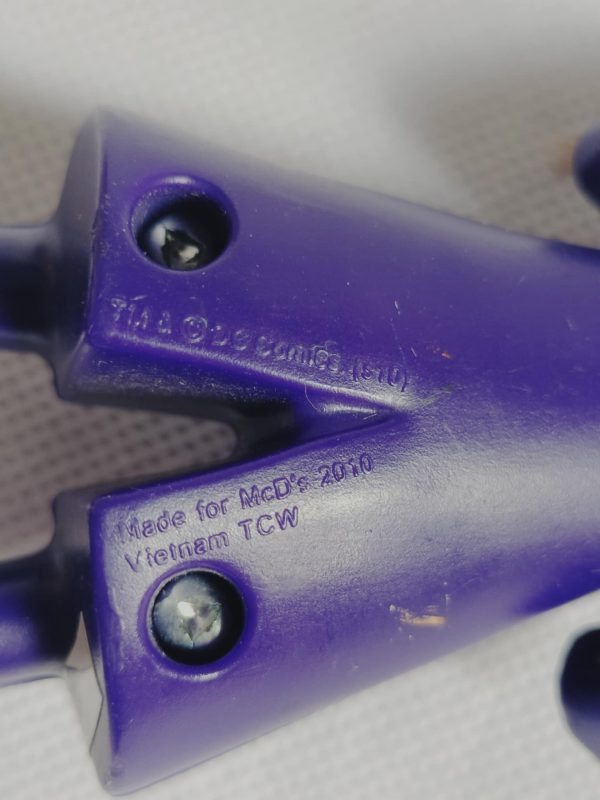 TM & © DC Comics (s10)
Made for McD's 2010
Vietnam TCW